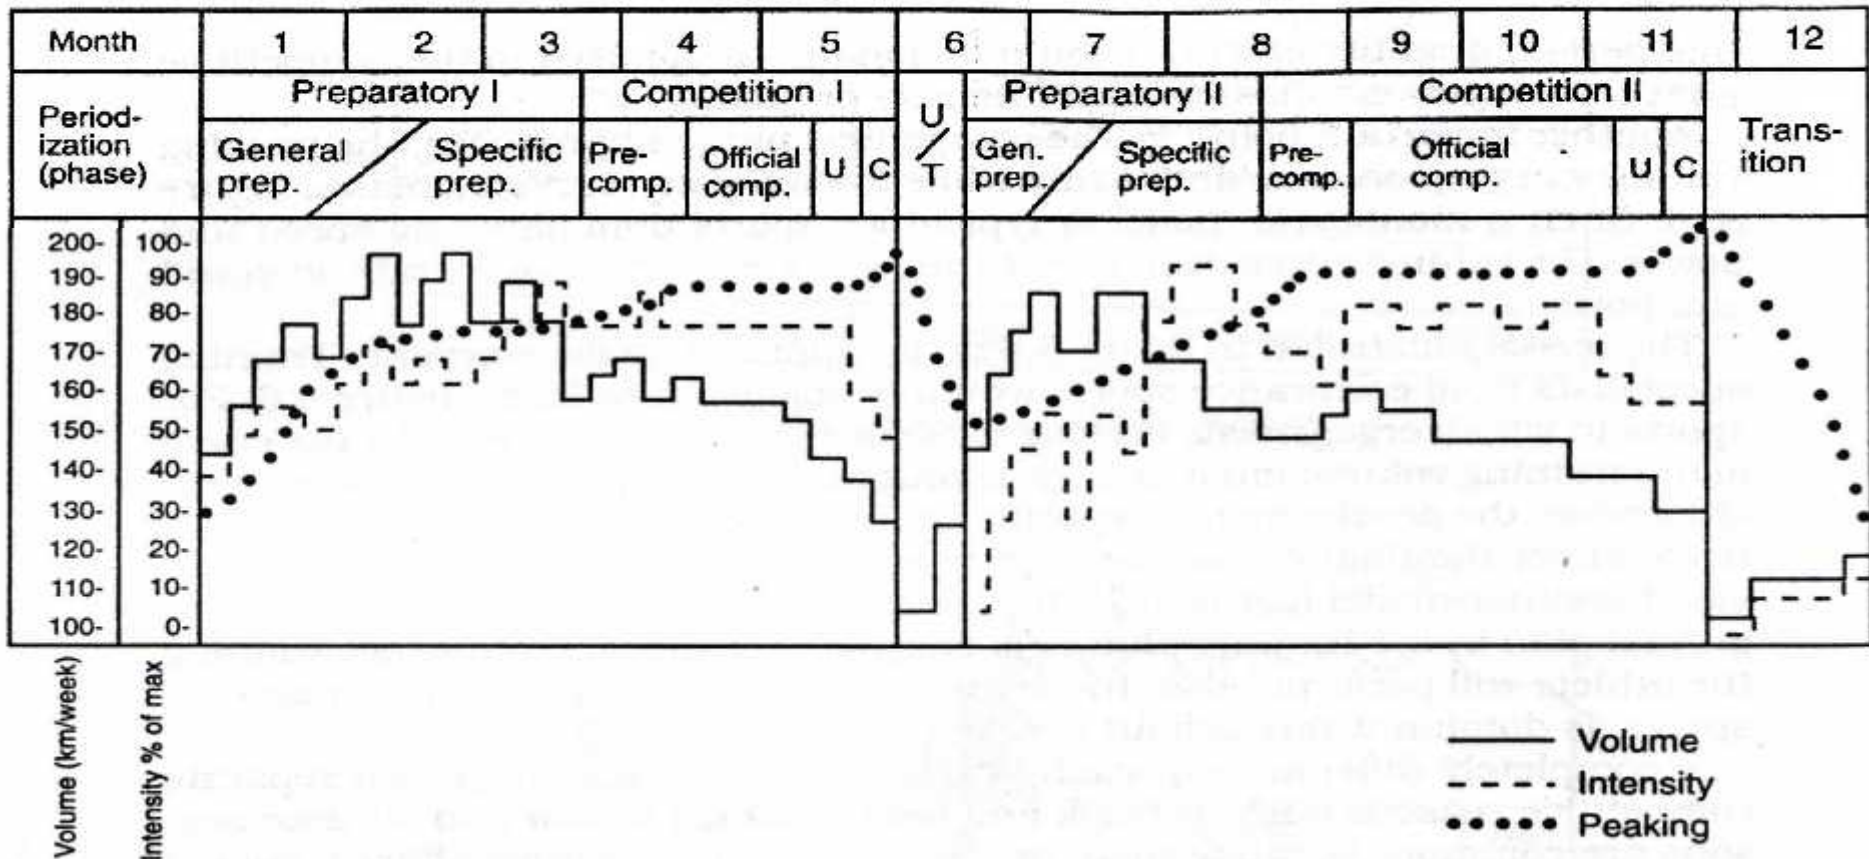 Month 1 2 3 4 5 6 7 8 9 10 11 12
Period-
ization
(phase)
Preparatory I
Competition I
U/T
Preparatory II
Competition II
Trans-
ition
General
prep.
Specific
prep.
Pre-
comp.
Official
comp.
U
C
Gen.
prep.
Specific
prep.
Pre-
comp.
Official
comp.
U
C
200- 100-
190- 90-
180- 80-
170- 70-
160- 60-
150- 50-
140- 40-
130- 30-
120- 20-
110- 10-
100- 0-
Volume (km/week)
Intensity % of max
Volume
Intensity
Peaking